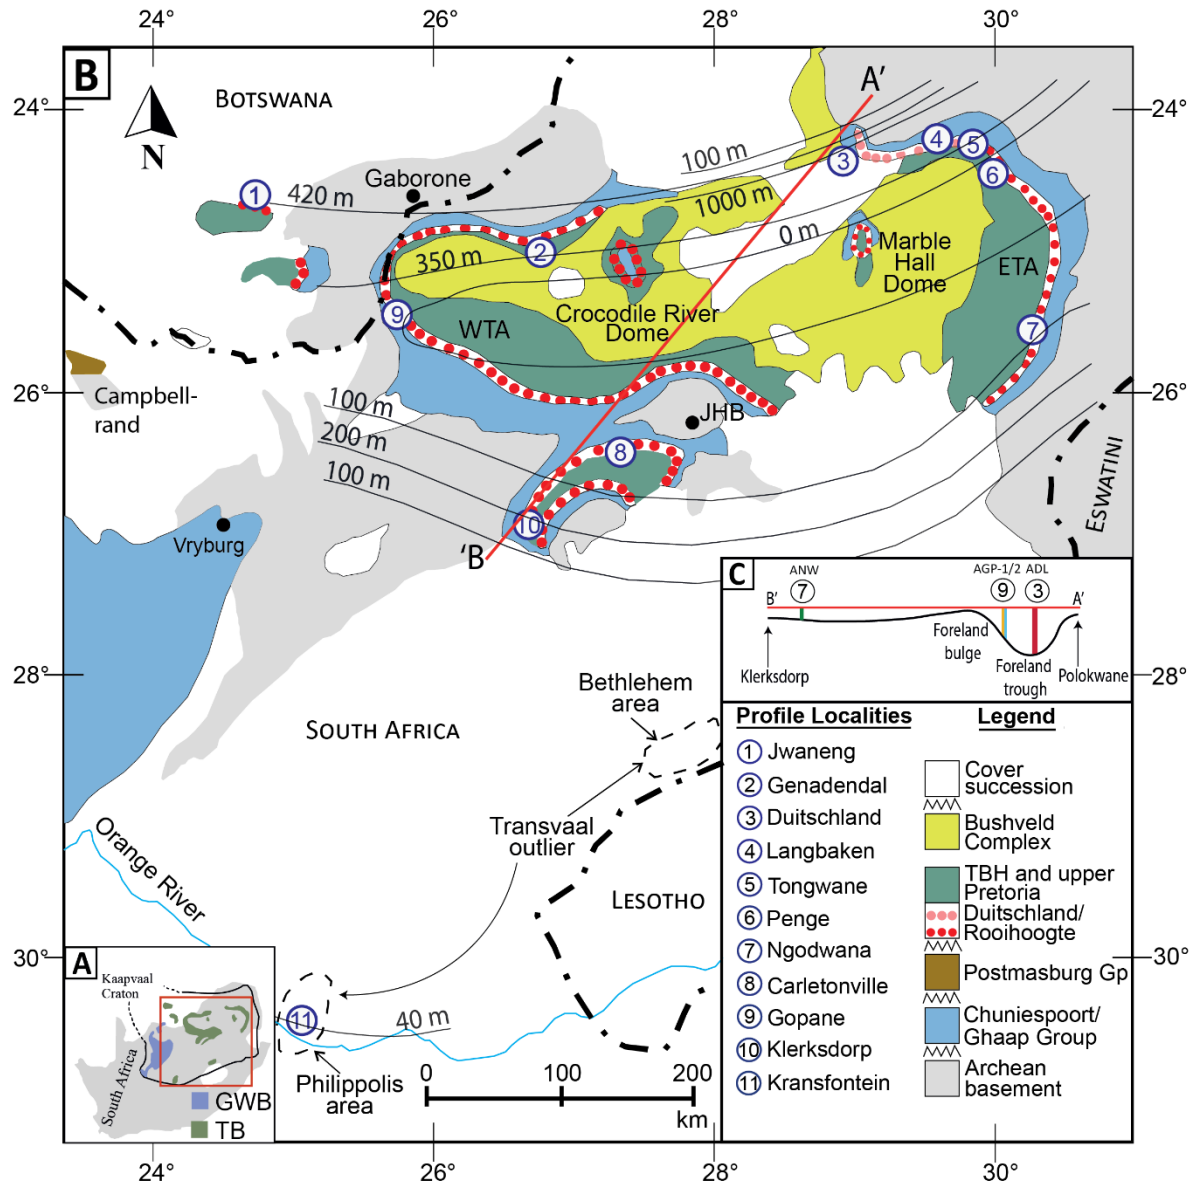 24°
26°
28°
30°
B
BOTSWANA
A'
24°
24°
N
100 m
3
4
5
6
1
420 m
Gaborone
1000 m
0 m
2
350 m
Marble
Hall
Dome
ETA
9
WTA
Crocodile River
Dome
7
26°
26°
Campbell-
rand
100 m
JHB
200 m
8
100 m
ESWATINI
10
Vryburg
'B
C
ANW
AGP-1/2
ADL
7
9
3
B'
A'
Foreland
bulge
Klerksdorp
Foreland
trough
Polokwane
28°
28°
Bethlehem
area
SOUTH AFRICA
Transvaal
outlier
Orange River
LESOTHO
Profile Localities
1 Jwaneng
2 Genadendal
3 Duitschland
4 Langbaken
5 Tongwane
6 Penge
7 Ngodwana
8 Carletonville
9 Gopane
10 Klerksdorp
11 Kransfontein
Legend
Cover
succession
Bushveld
Complex
TBH and upper
Pretoria
Duitschland/
Rooihoogte
Postmasburg Gp
Chuniespoort/
Ghaap Group
Archean
basement
30°
30°
A
Kaapvaal
Craton
South Africa
GWB
TB
11
40 m
Philippolis
area
0
100
200
km
24°
26°
28°
30°